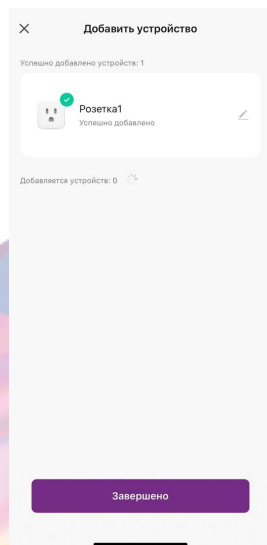 Добавить устройство
Успешно добавлено устройств: 1
Розетка1
Успешно добавлено
Добавляется устройств: 0
Завершено